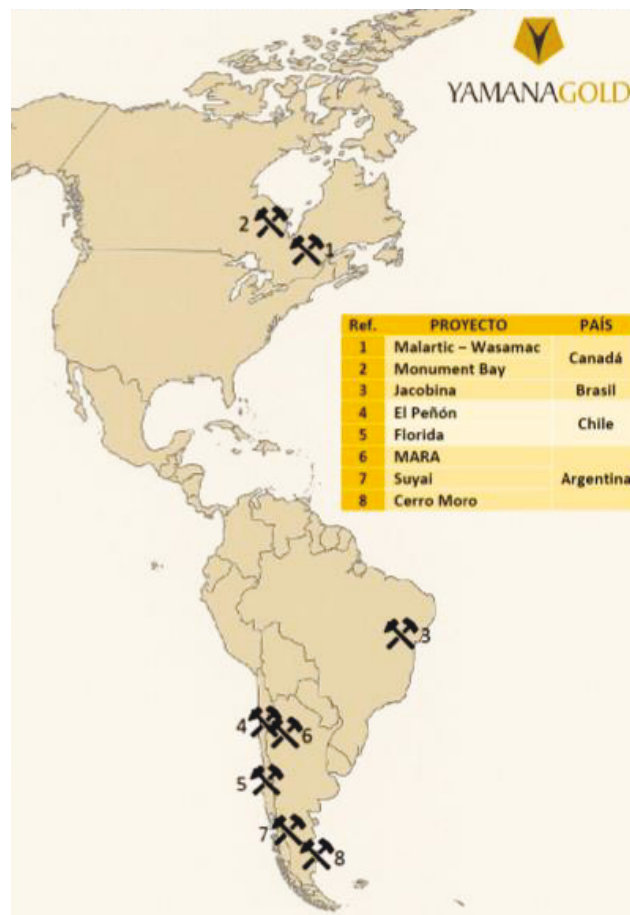 YAMANAGOLD
2
1
Ref. PROYECTO PAÍS
1 Malartic – Wasamac Canadá
2 Monument Bay
3 Jacobina Brasil
4 El Peñón Chile
5 Florida
6 MARA Argentina
7 Suyai
8 Cerro Moro
3
4
6
5
7
8